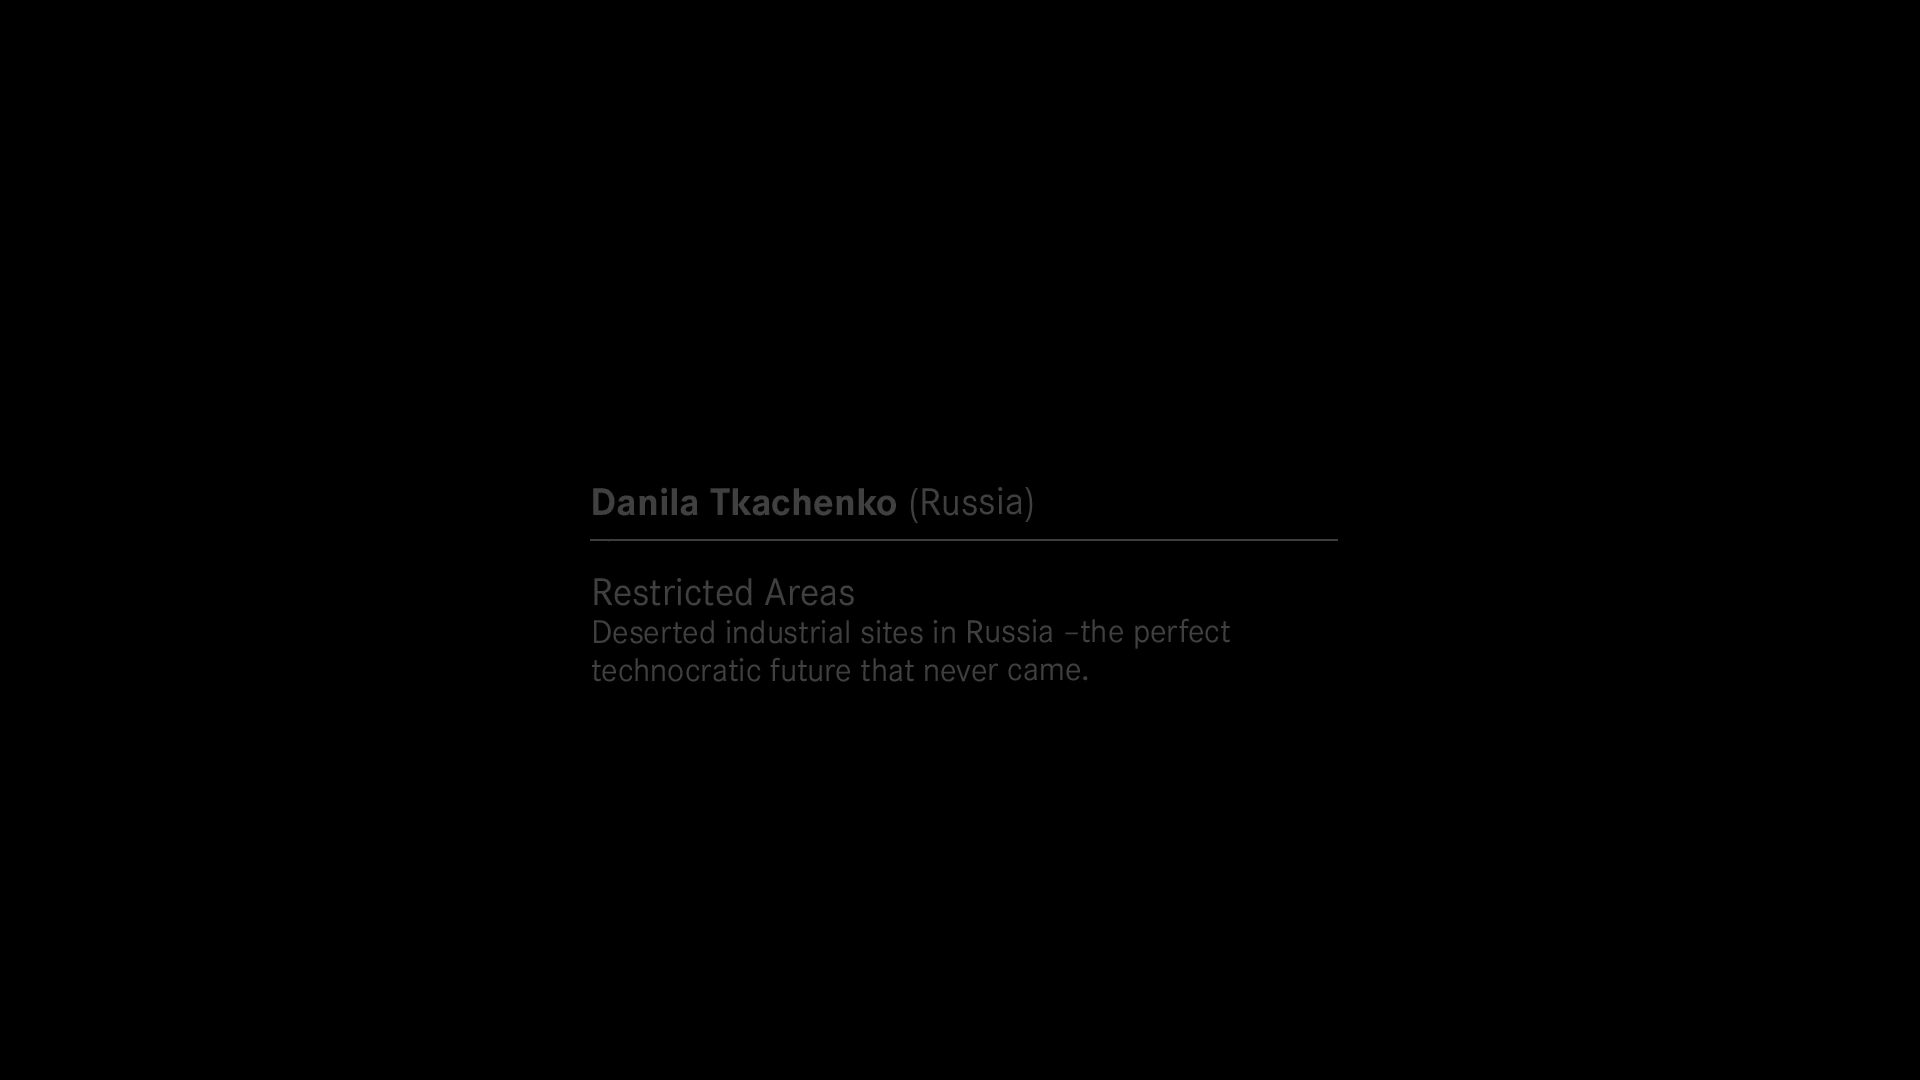 Danila Tkachenko (Russia)
Restricted Areas
Deserted industrial sites in Russia –the perfect
technocratic future that never came.